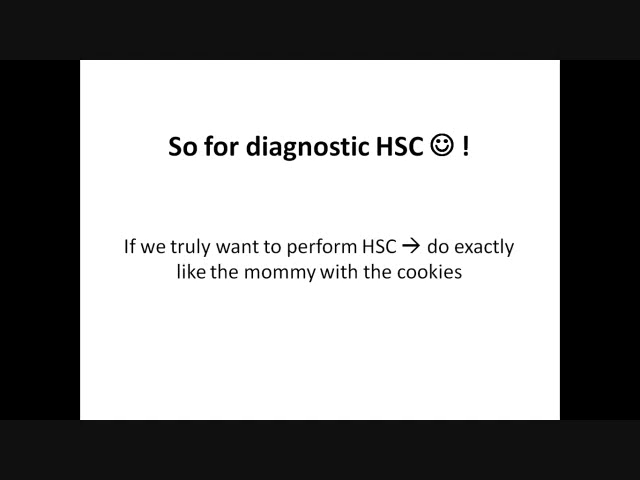 So for diagnostic HSC ☺ !
If we truly want to perform HSC → do exactly
like the mommy with the cookies